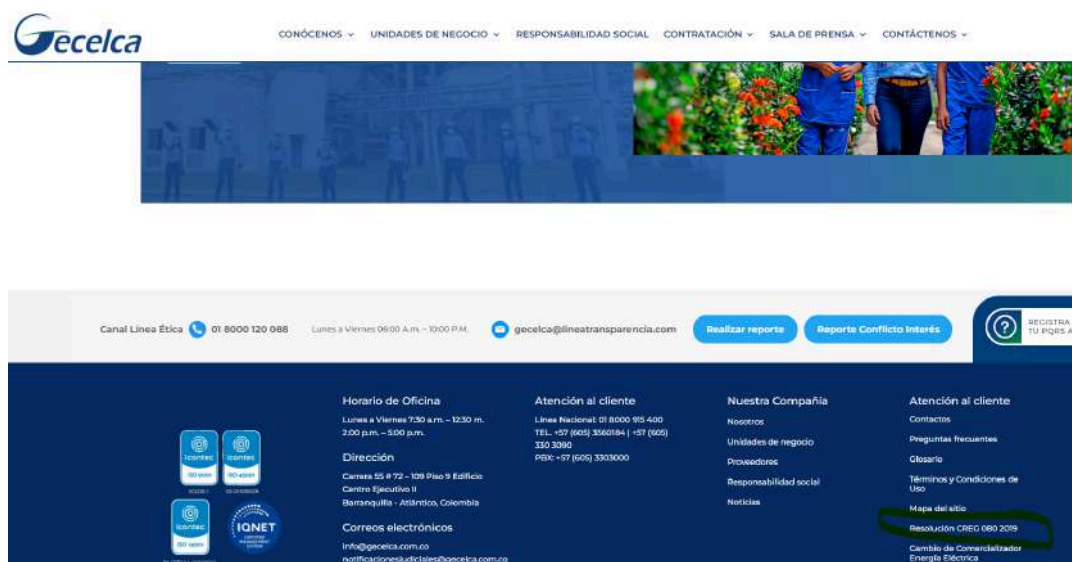 Gecelca
CONÓCENOS UNIDADES DE NEGOCIO RESPONSABILIDAD SOCIAL CONTRATACIÓN SALA DE PRENSA CONTÁCTENOS
Canal Línea Ética 01 8000 120 088 Lunes a Viernes 06:00 A.m. – 10:00 P.M. gecelca@lineatransparencia.com Realizar reporte Reporte Conflicto Interés
REGISTRA
TU PQRS A
Horario de Oficina
Lunes a Viernes 7:30 a.m. – 12:30 m.
2:00 p.m. – 5:00 p.m.
Dirección
Carrera 55 # 72 – 109 Piso 9 Edificio
Centro Ejecutivo II
Barranquilla - Atlántico, Colombia
Correos electrónicos
info@gecelca.com.co
notificacionesjudiciales@gecelca.com.co
Atención al cliente
Línea Nacional: 01 8000 915 400
TEL. +57 (605) 3560184 | +57 (605)
330 3090
PBX: +57 (605) 3303000
Nuestra Compañía
Nosotros
Unidades de negocio
Proveedores
Responsabilidad social
Noticias
Atención al cliente
Contactos
Preguntas frecuentes
Glosario
Términos y Condiciones de
Uso
Mapa del sitio
Resolución CREG 080 2019
Cambio de Comercializador
Energía Eléctrica
icontec
icontec
icontec
IQNET